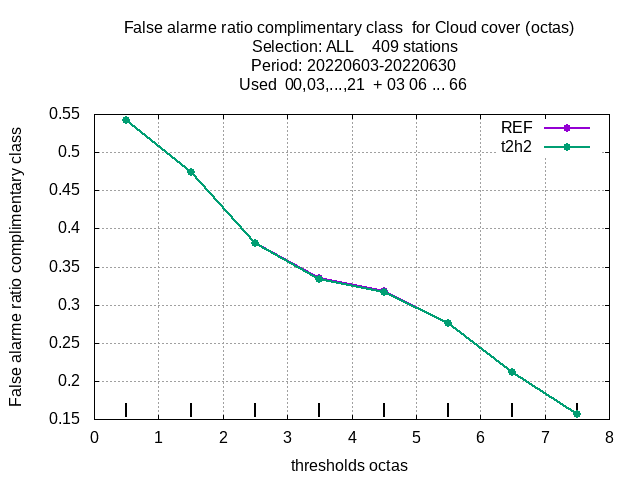 False alarme ratio complimentary class  for Cloud cover (octas)
Selection: ALL    409 stations
Period: 20220603-20220630
Used  00,03,...,21  + 03 06 ... 66
REF
t2h2
0.55
0.5
0.45
0.4
0.35
0.3
0.25
0.2
0.15
False alarme ratio complimentary class
0 1 2 3 4 5 6 7 8
thresholds octas